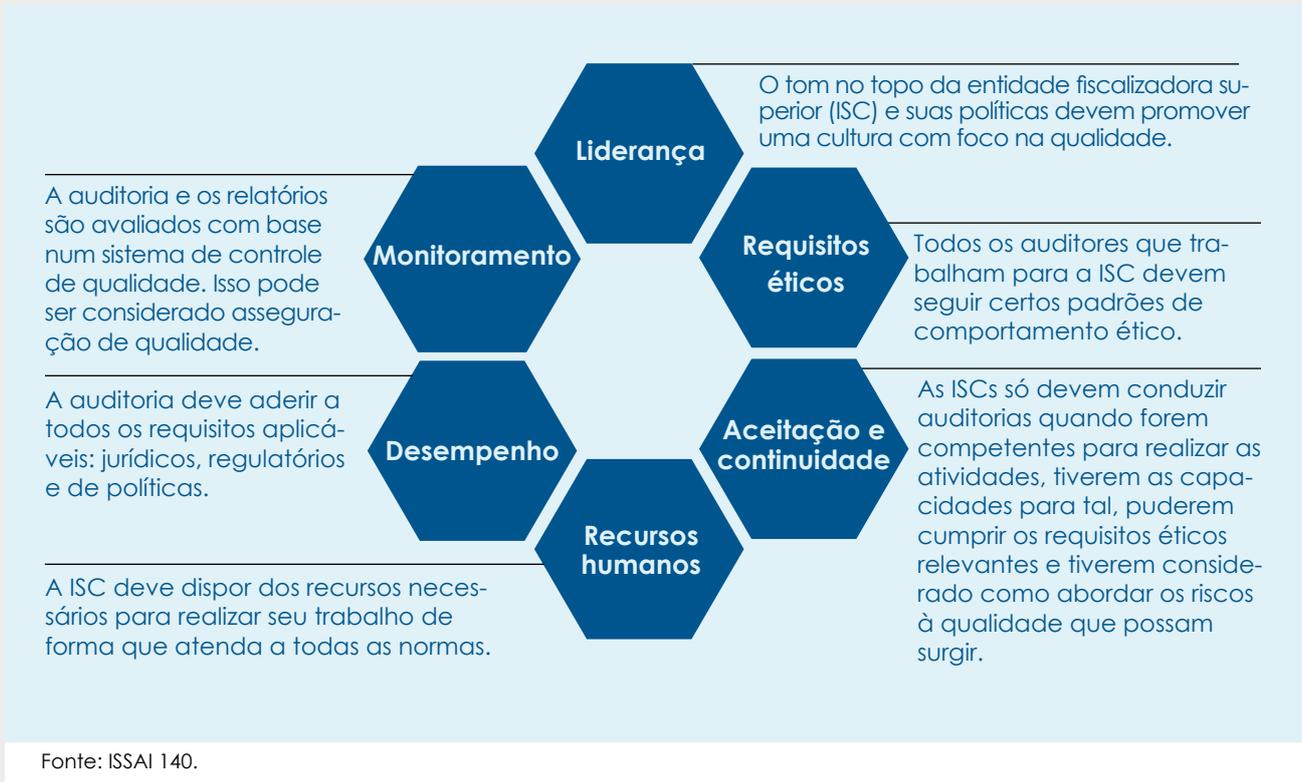 Liderança
O tom no topo da entidade fiscalizadora su-
perior (ISC) e suas políticas devem promover
uma cultura com foco na qualidade.
Requisitos
éticos
Todos os auditores que tra-
balham para a ISC devem
seguir certos padrões de
comportamento ético.
Aceitação e
continuidade
As ISCs só devem conduzir
auditorias quando forem
competentes para realizar as
atividades, tiverem as capa-
cidades para tal, puderem
cumprir os requisitos éticos
relevantes e tiverem conside-
rado como abordar os riscos
à qualidade que possam
surgir.
Recursos
humanos
A ISC deve dispor dos recursos neces-
sários para realizar seu trabalho de
forma que atenda a todas as normas.
Desempenho
A auditoria deve aderir a
todos os requisitos aplicá-
veis: jurídicos, regulatórios
e de políticas.
Monitoramento
A auditoria e os relatórios
são avaliados com base
num sistema de controle
de qualidade. Isso pode
ser considerado assegura-
ção de qualidade.
Fonte: ISSAI 140.